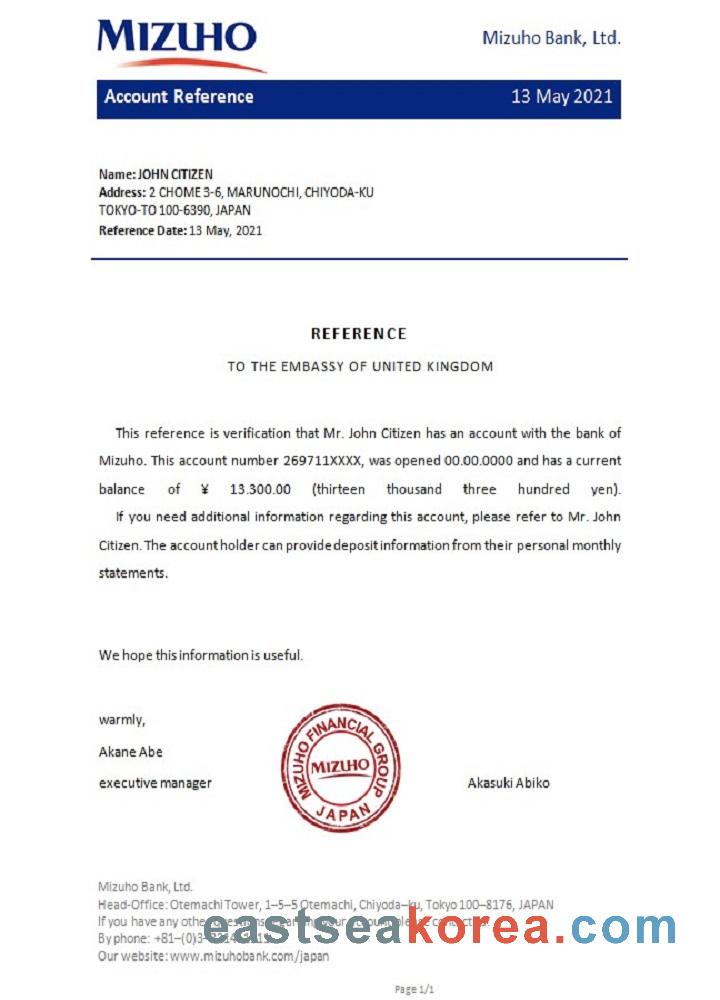 MIZUHO
Mizuho Bank, Ltd.
Account Reference 13 May 2021
Name: JOHN CITIZEN
Address: 2 CHOME 3-6, MARUNOCHI, CHIYODA-KU
TOKYO-TO 100-6390, JAPAN
Reference Date: 13 May, 2021
REFERENCE
TO THE EMBASSY OF UNITED KINGDOM
This reference is verification that Mr. John Citizen has an account with the bank of
Mizuho. This account number 269711XXXX, was opened 00.00.0000 and has a current
balance of ¥ 13.300.00 (thirteen thousand three hundred yen).
If you need additional information regarding this account, please refer to Mr. John
Citizen. The account holder can provide deposit information from their personal monthly
statements.
We hope this information is useful.
warmly,
Akane Abe
executive manager
MIZUHO FINANCIAL GROUP
MIZUHO
JAPAN
Akasuki Abiko
Mizuho Bank, Ltd.
Head-Office: Otemachi Tower, 1–5–5 Otemachi, Chiyoda–ku, Tokyo 100–8176, JAPAN
If you have any
eastseakorea.com
By phone: +81–(0)3-
Our website: www.mizuhobank.com/japan
Page 1/1